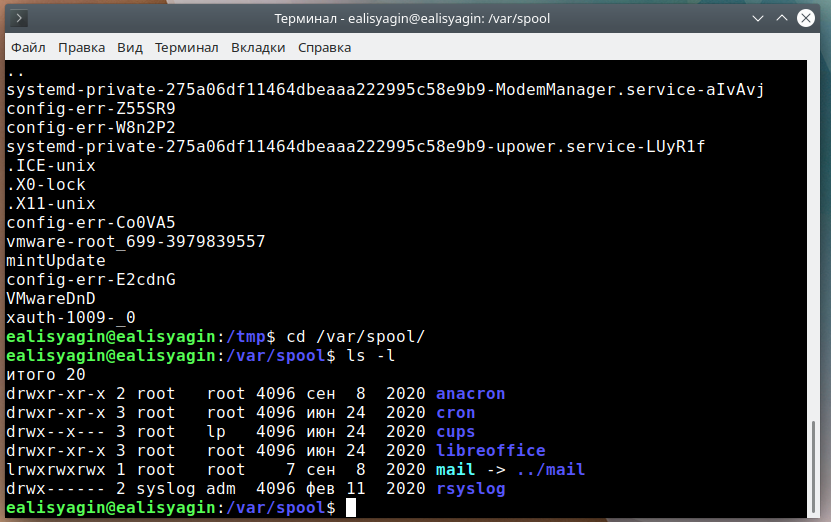 Терминал - ealisyagin@ealisyagin: /var/spool
Файл Правка Вид Терминал Вкладки Справка
..
systemd-private-275a06df11464dbeaaa222995c58e9b9-ModemManager.service-aIvAvj
config-err-Z55SR9
config-err-W8n2P2
systemd-private-275a06df11464dbeaaa222995c58e9b9-upower.service-LUyR1f
.ICE-unix
.X0-lock
.X11-unix
config-err-Co0VA5
vmware-root_699-3979839557
mintUpdate
config-err-E2cdnG
VMwareDnD
xauth-1009-_0
ealisyagin@ealisyagin:/tmp$ cd /var/spool/
ealisyagin@ealisyagin:/var/spool$ ls -l
итого 20
drwxr-xr-x 2 root   root 4096 сен  8  2020 anacron
drwxr-xr-x 3 root   root 4096 июн 24  2020 cron
drwx--x--- 3 root   lp   4096 июн 24  2020 cups
drwxr-xr-x 3 root   root 4096 июн 24  2020 libreoffice
lrwxrwxrwx 1 root   root    7 сен  8  2020 mail -> ../mail
drwx------ 2 syslog adm  4096 фев 11  2020 rsyslog
ealisyagin@ealisyagin:/var/spool$